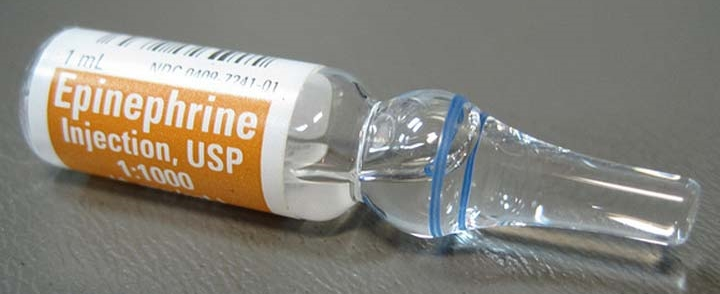 1 mL
NDC 0409-7241-01
Epinephrine
Injection, USP
1:1000